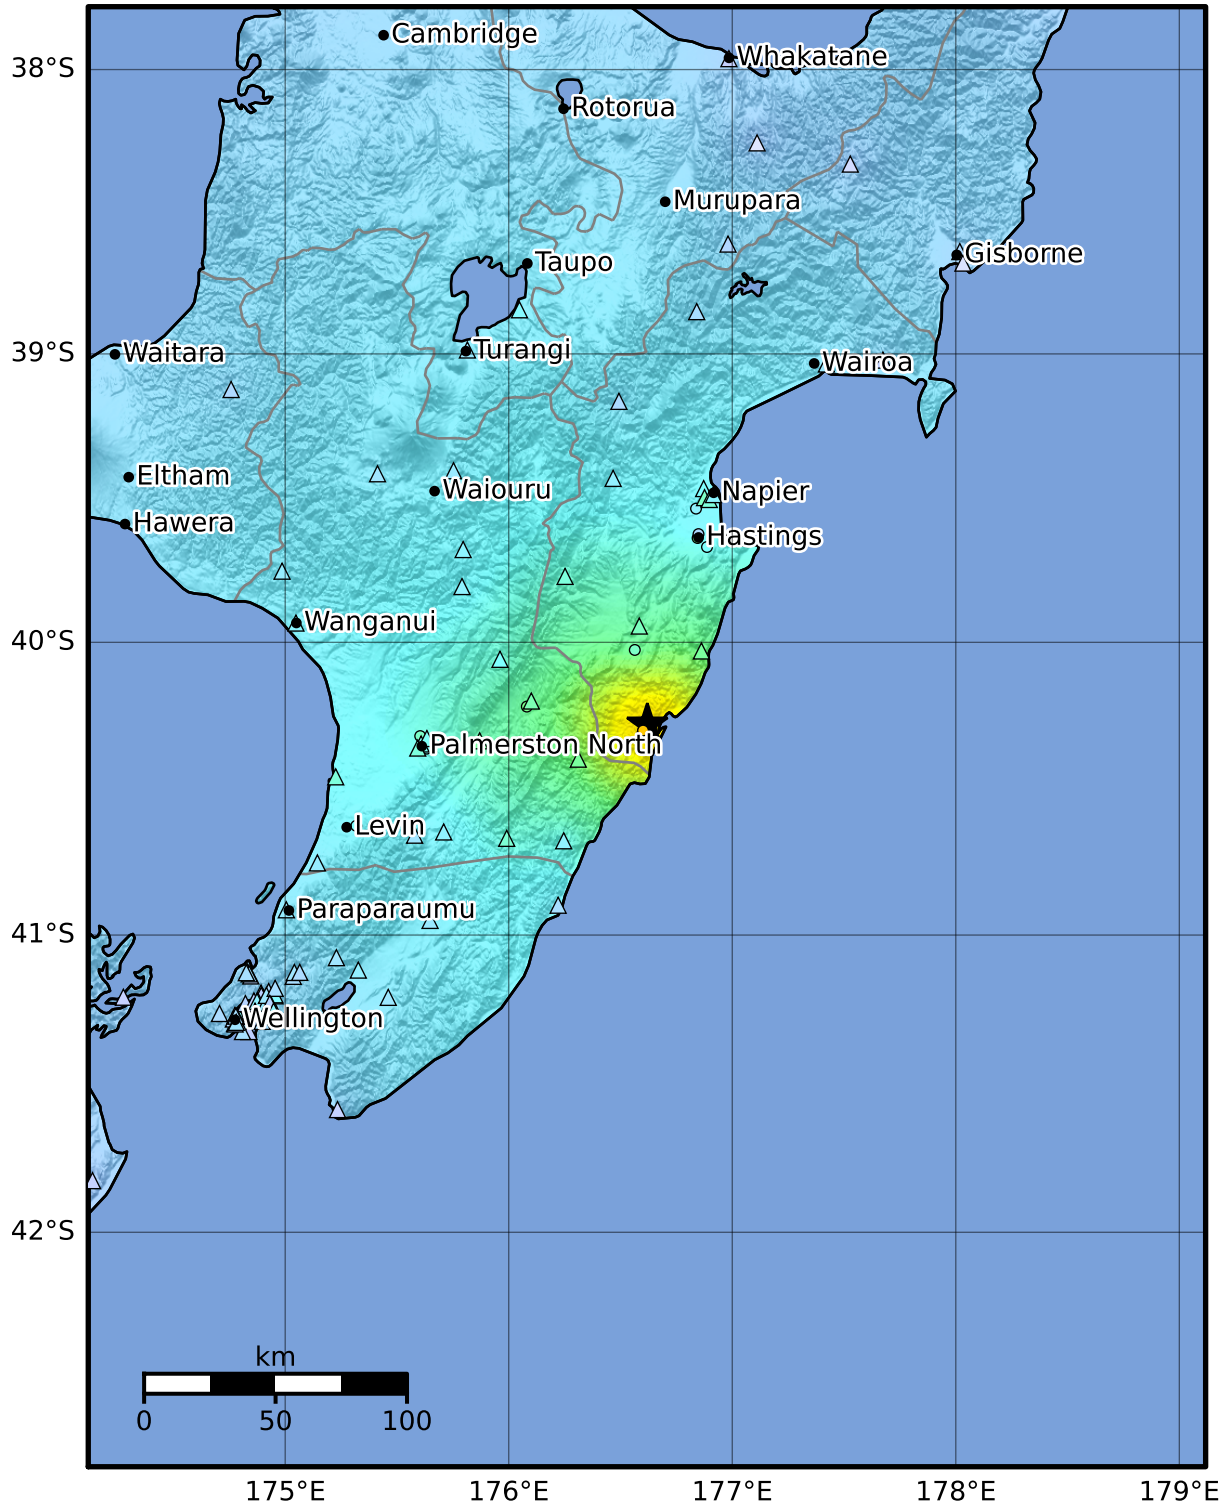 Cambridge
Whakatane
38°S
Rotorua
Murupara
Gisborne
Taupo
Turangi
39°S
Waitara
Wairoa
Eltham
Waiouru
Napier
Hawera
Hastings
Wanganui
40°S
Palmerston North
Levin
Paraparaumu
41°S
Wellington
42°S
km
0 50 100
175°E 176°E 177°E 178°E 179°E